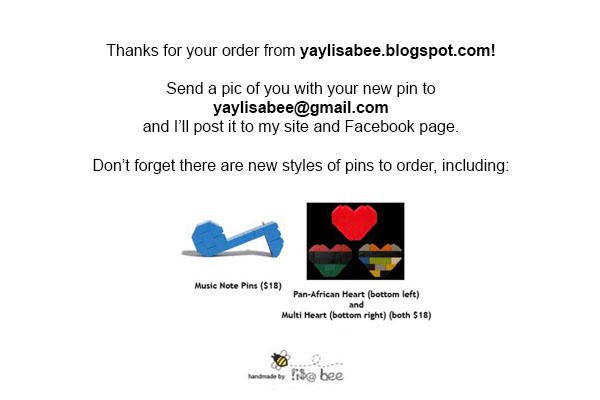 Thanks for your order from yaylisabee.blogspot.com!
Send a pic of you with your new pin to
yaylisabee@gmail.com
and I'll post it to my site and Facebook page.
Don't forget there are new styles of pins to order, including:
Music Note Pins ($18)
Pan-African Heart (bottom left)
and
Multi Heart (bottom right) (both $18)
handmade by li$@ bee